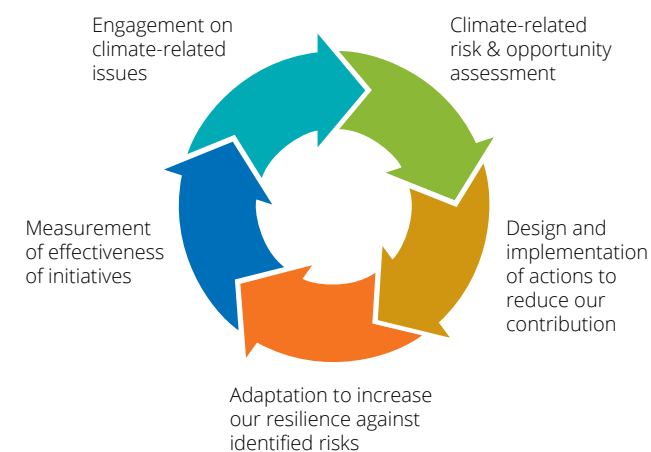 Engagement on
climate-related
issues
Climate-related
risk & opportunity
assessment
Design and
implementation
of actions to
reduce our
contribution
Adaptation to increase
our resilience against
identified risks
Measurement
of effectiveness
of initiatives